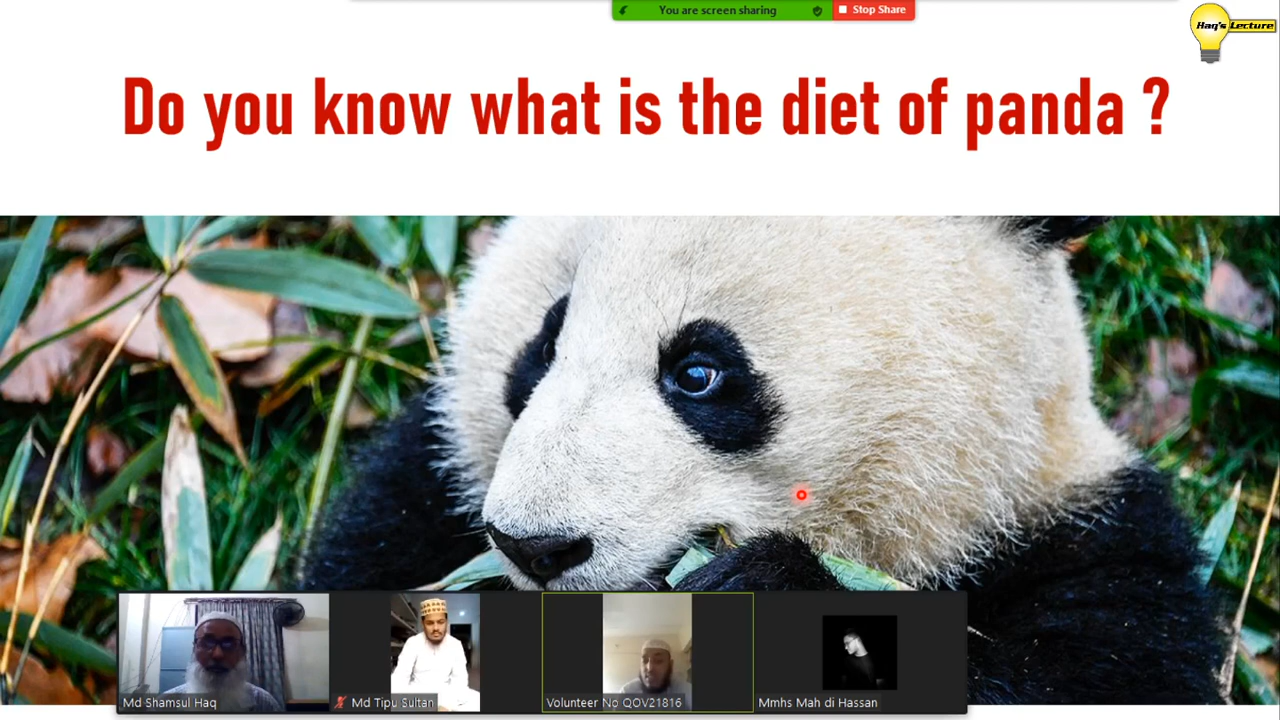 You are screen sharing
Stop Share
Haq's Lecture
Do you know what is the diet of panda ?
Md Shamsul Haq
Md Tipu Sultan
Volunteer No QOV21816
Mmhs Mah di Hassan